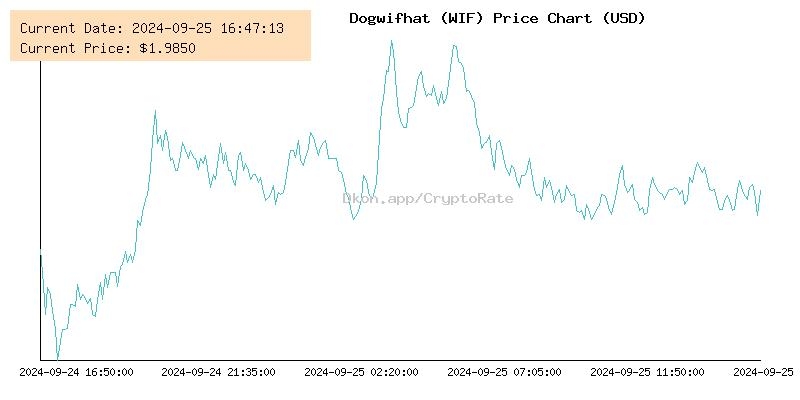 Dogwifhat (WIF) Price Chart (USD)
Current Date: 2024-09-25 16:47:13
Current Price: $1.9850
Dkon.app/CryptoRate
2024-09-24 16:50:00 2024-09-24 21:35:00 2024-09-25 02:20:00 2024-09-25 07:05:00 2024-09-25 11:50:00 2024-09-25